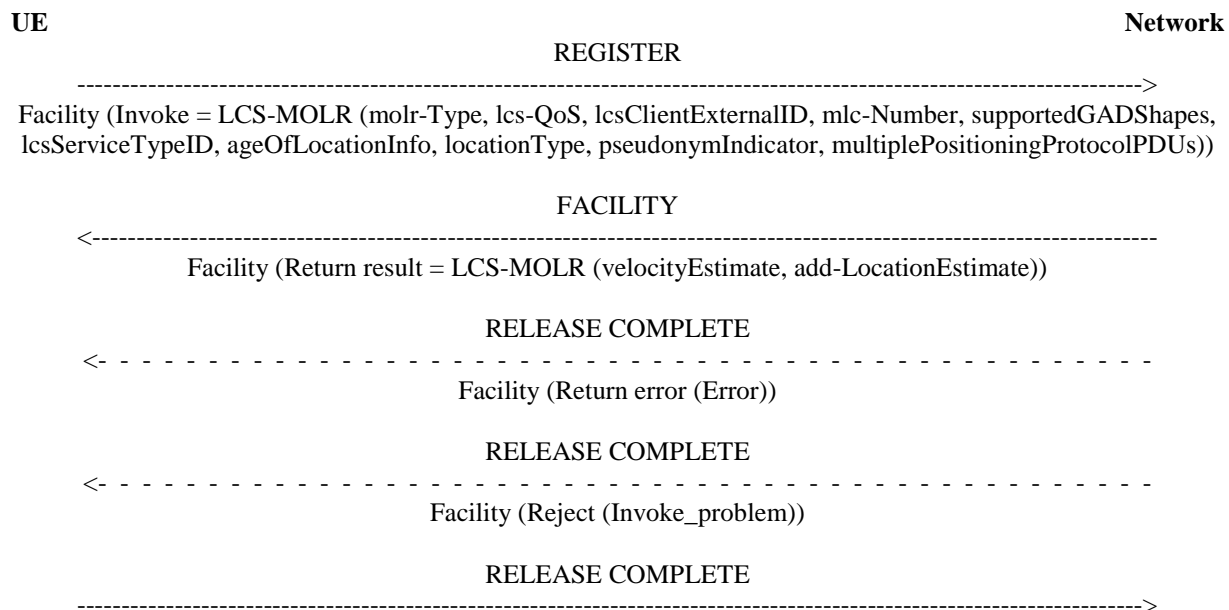 UE Network
REGISTER
------------------------------------------------------------------------------------------------------------------------>
Facility (Invoke = LCS-MOLR (molr-Type, lcs-QoS, lcsClientExternalID, mlc-Number, supportedGADShapes,
lcsServiceTypeID, ageOfLocationInfo, locationType, pseudonymIndicator, multiplePositioningProtocolPDUs))
FACILITY
<------------------------------------------------------------------------------------------------------------------------
Facility (Return result = LCS-MOLR (velocityEstimate, add-LocationEstimate))
RELEASE COMPLETE
<- - - - - - - - - - - - - - - - - - - - - - - - - - - - - - - - - - - - - - - - - - - - - - - - - - - - - - - - -
Facility (Return error (Error))
RELEASE COMPLETE
<- - - - - - - - - - - - - - - - - - - - - - - - - - - - - - - - - - - - - - - - - - - - - - - - - - - - - - - - -
Facility (Reject (Invoke_problem))
RELEASE COMPLETE
------------------------------------------------------------------------------------------------------------------------>